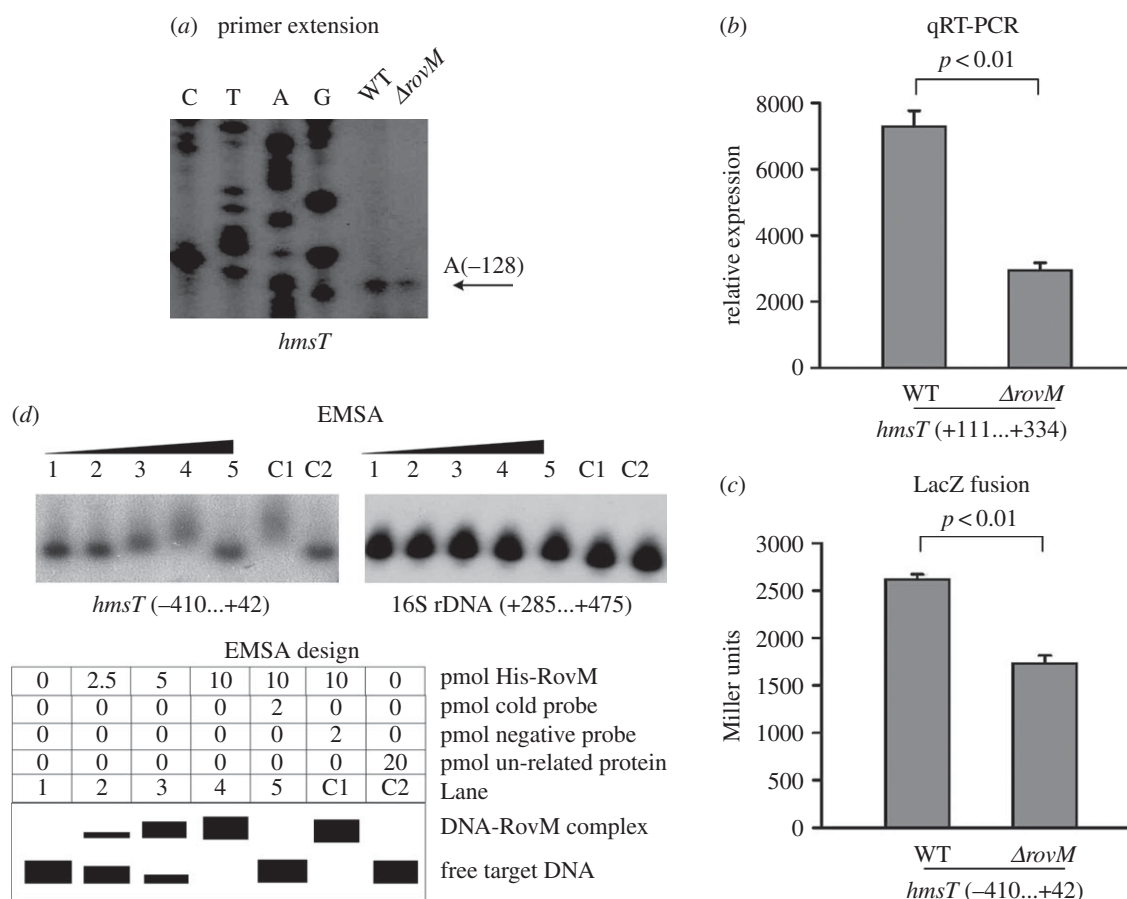 (a) primer extension
C T A G WT ΔrovM
A(–128)
hmsT
(b) qRT-PCR
p < 0.01
8000
6000
4000
2000
0
relative expression
WT ΔrovM
hmsT (+111...+334)
(d) EMSA
1 2 3 4 5 C1 C2
1 2 3 4 5 C1 C2
hmsT (–410...+42)
16S rDNA (+285...+475)
EMSA design
0 2.5 5 10 10 10 0 pmol His-RovM
0 0 0 0 2 0 0 pmol cold probe
0 0 0 0 0 2 0 pmol negative probe
0 0 0 0 0 0 20 pmol un-related protein
1 2 3 4 5 C1 C2 Lane
DNA-RovM complex
free target DNA
(c) LacZ fusion
p < 0.01
3000
2500
2000
1500
1000
500
0
Miller units
WT ΔrovM
hmsT (–410...+42)